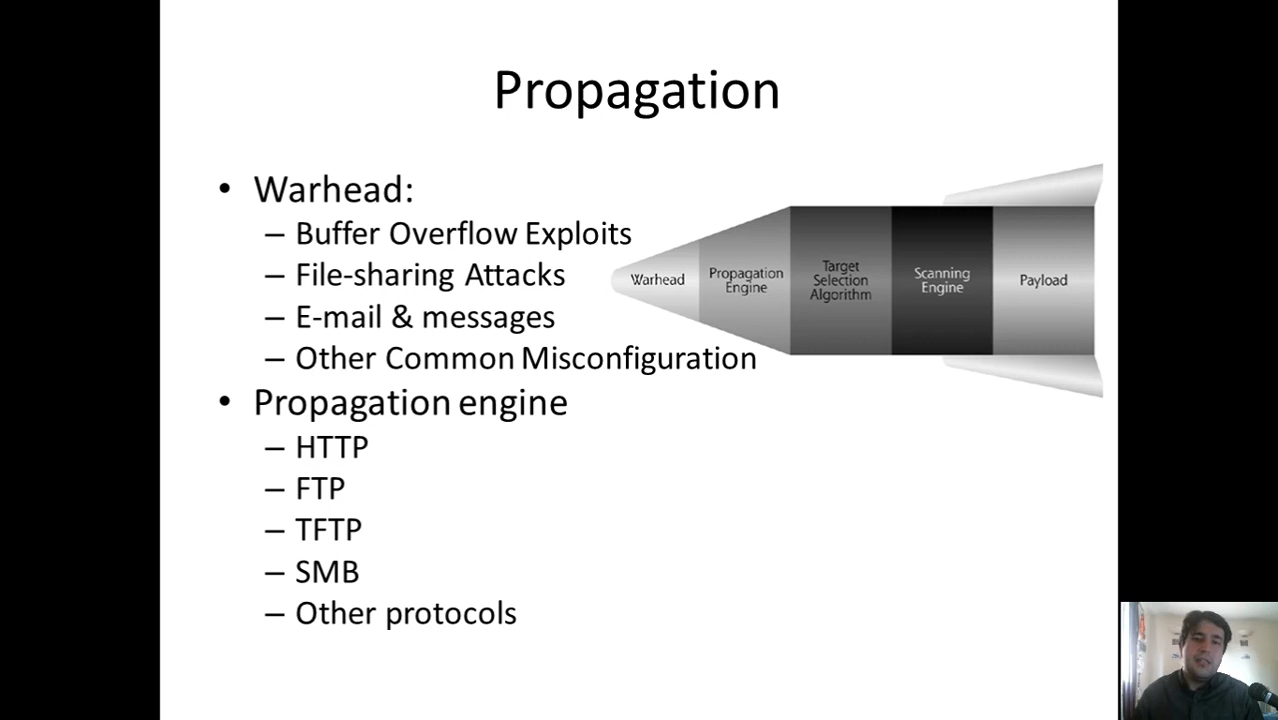 Propagation
• Warhead:
– Buffer Overflow Exploits
– File-sharing Attacks
– E-mail & messages
– Other Common Misconfiguration
• Propagation engine
– HTTP
– FTP
– TFTP
– SMB
– Other protocols
Warhead
Propagation
Engine
Target
Selection
Algorithm
Scanning
Engine
Payload